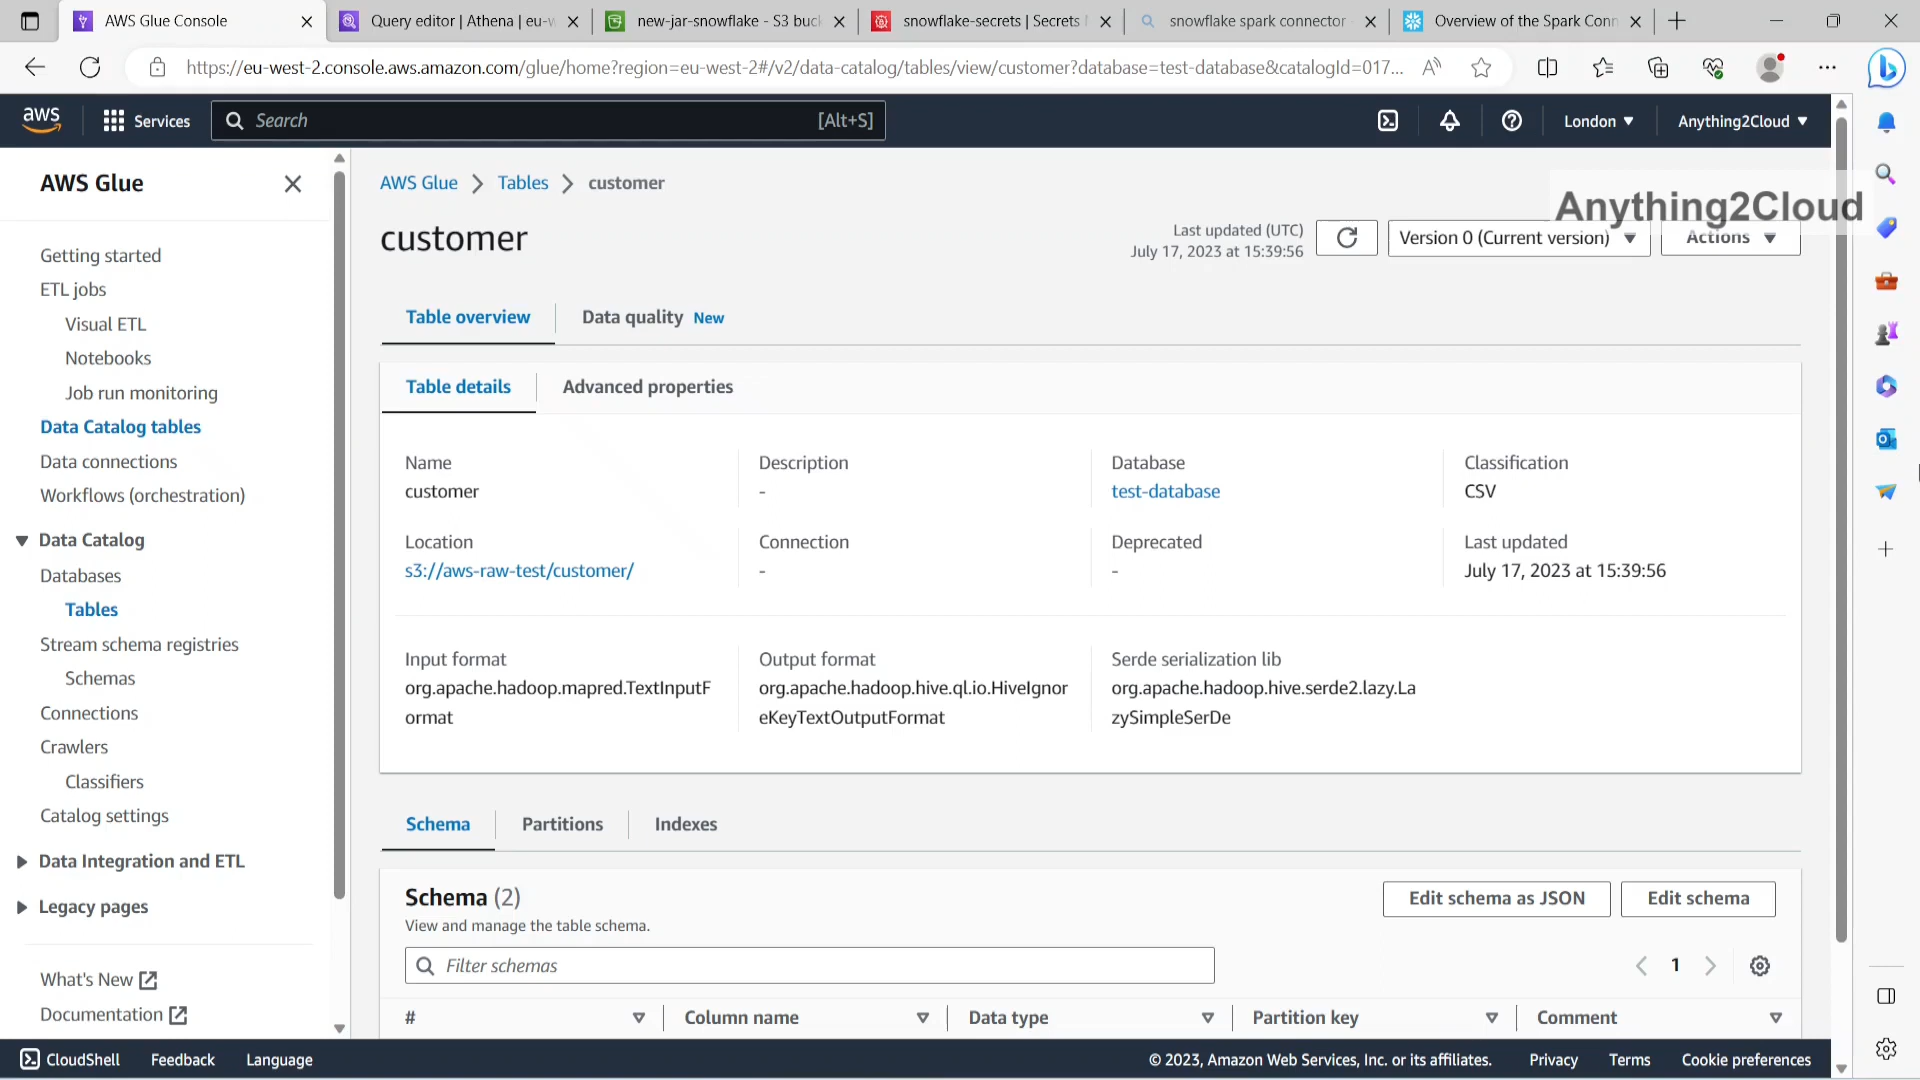 AWS Glue Console
Query editor | Athena | eu-w
new-jar-snowflake - S3 buck
snowflake-secrets | Secrets M
snowflake spark connector
Overview of the Spark Conn
https://eu-west-2.console.aws.amazon.com/glue/home?region=eu-west-2#/v2/data-catalog/tables/view/customer?database=test-database&catalogId=017...
aws
Services
Search
[Alt+S]
London
Anything2Cloud
AWS Glue
Getting started
ETL jobs
Visual ETL
Notebooks
Job run monitoring
Data Catalog tables
Data connections
Workflows (orchestration)
Data Catalog
Databases
Tables
Stream schema registries
Schemas
Connections
Crawlers
Classifiers
Catalog settings
Data Integration and ETL
Legacy pages
What's New
Documentation
AWS Glue
Tables
customer
Anything2Cloud
customer
Last updated (UTC)
July 17, 2023 at 15:39:56
Version 0 (Current version)
Actions
Table overview
Data quality New
Table details
Advanced properties
Name
customer
Description
-
Database
test-database
Classification
CSV
Location
s3://aws-raw-test/customer/
Connection
-
Deprecated
-
Last updated
July 17, 2023 at 15:39:56
Input format
org.apache.hadoop.mapred.TextInputF
ormat
Output format
org.apache.hadoop.hive.ql.io.HiveIgnor
eKeyTextOutputFormat
Serde serialization lib
org.apache.hadoop.hive.serde2.lazy.La
zySimpleSerDe
Schema
Partitions
Indexes
Schema (2)
View and manage the table schema.
Edit schema as JSON
Edit schema
Filter schemas
1
#
Column name
Data type
Partition key
Comment
CloudShell
Feedback
Language
© 2023, Amazon Web Services, Inc. or its affiliates.
Privacy
Terms
Cookie preferences